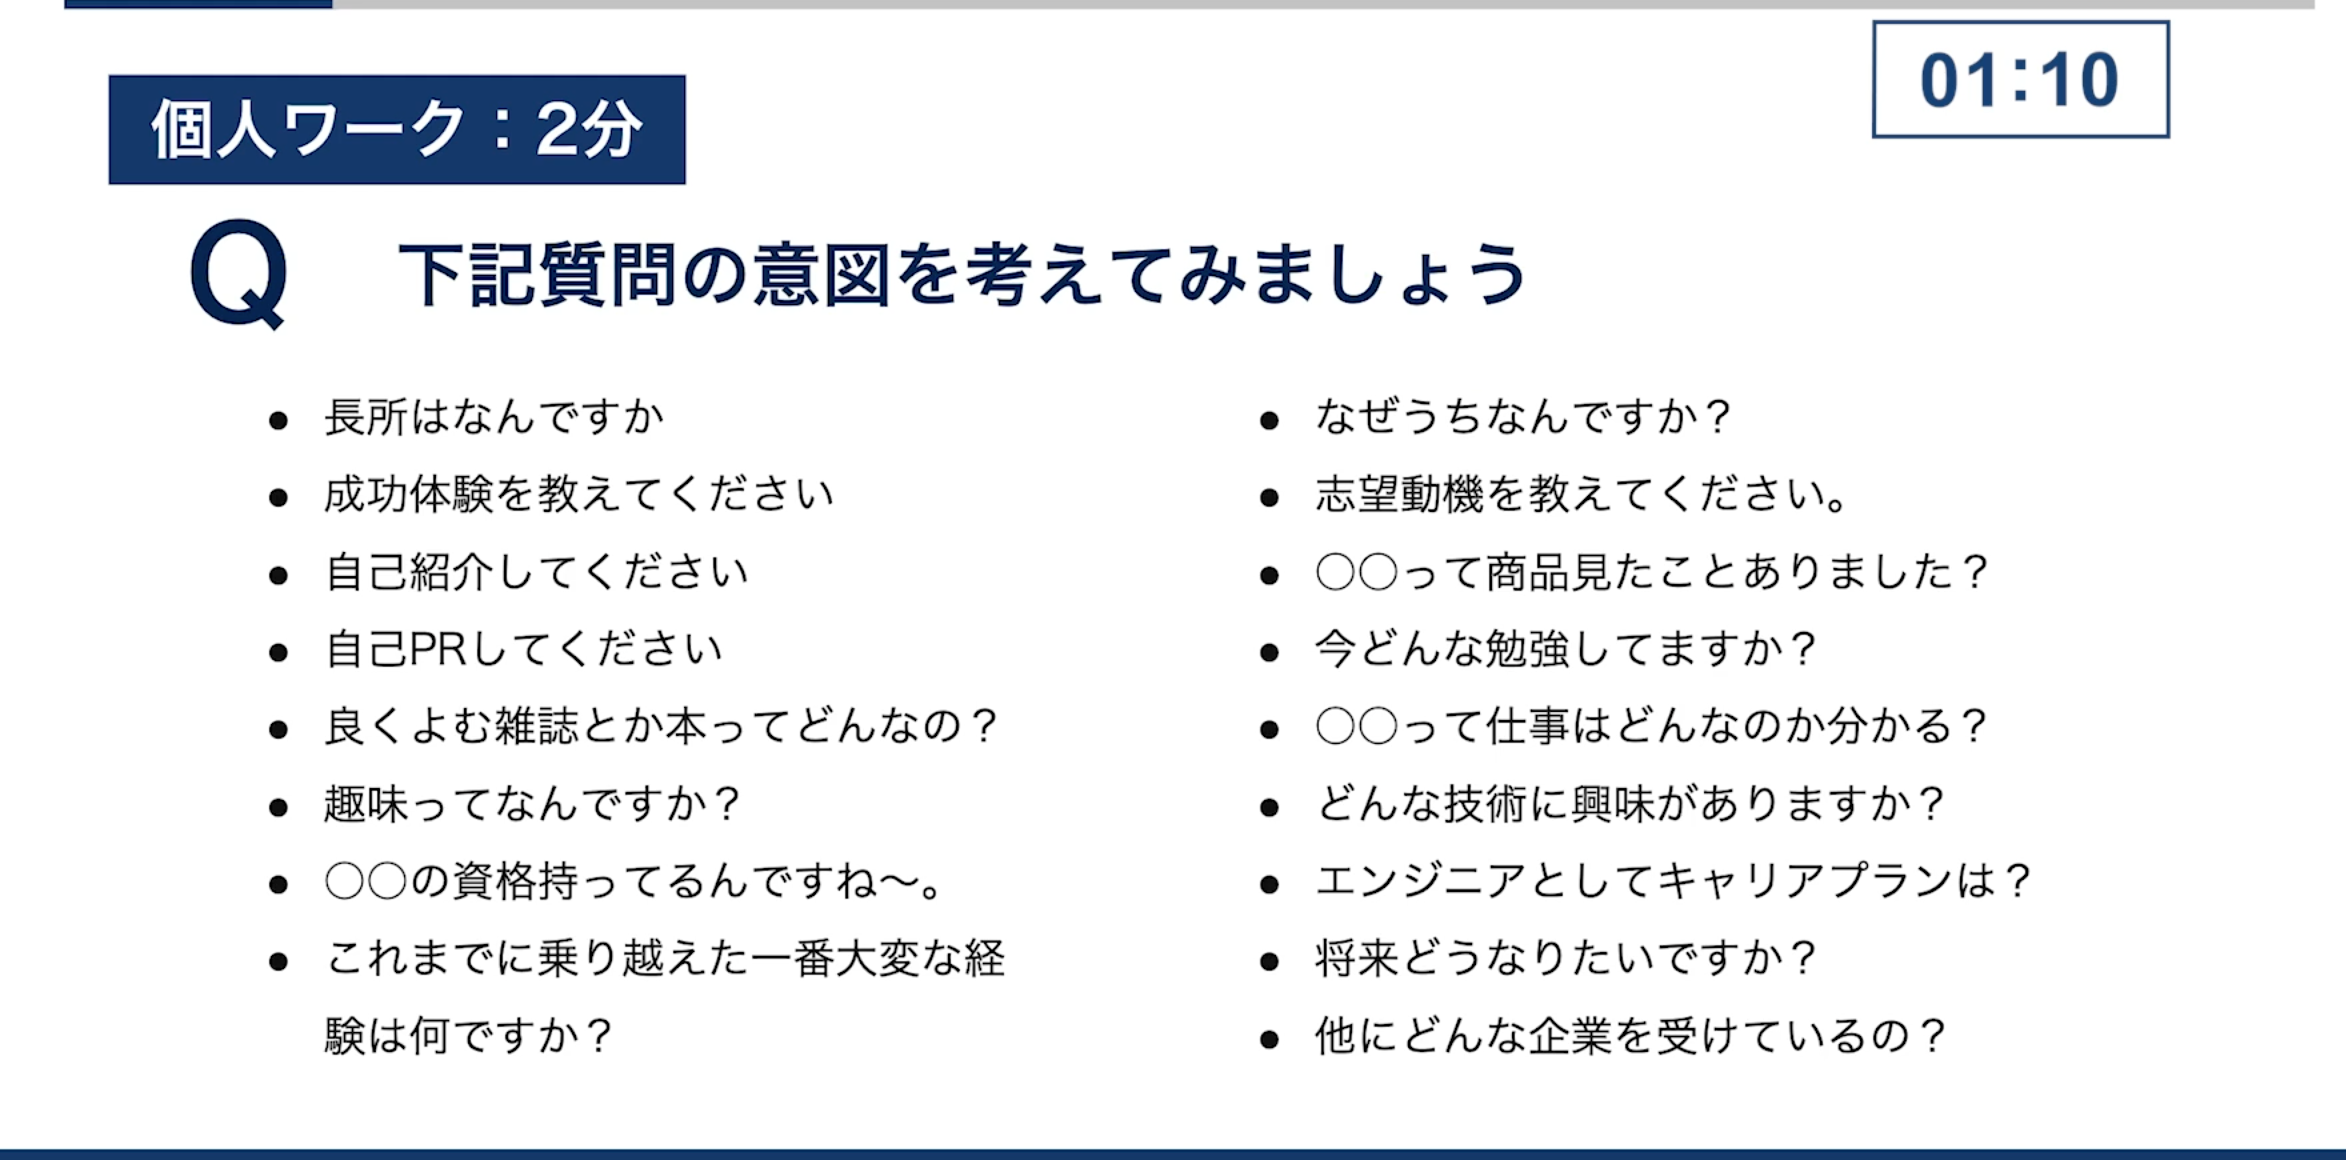 01:10
個人ワーク：2分
Q 下記質問の意図を考えてみましょう
● 長所はなんですか
● 成功体験を教えてください
● 自己紹介してください
● 自己PRしてください
● 良くよむ雑誌とか本ってどんなの？
● 趣味ってなんですか？
● ○○の資格持ってるんですね〜。
● これまでに乗り越えた一番大変な経
験は何ですか？
● なぜうちなんですか？
● 志望動機を教えてください。
● ○○って商品見たことありました？
● 今どんな勉強してますか？
● ○○って仕事はどんなのか分かる？
● どんな技術に興味がありますか？
● エンジニアとしてキャリアプランは？
● 将来どうなりたいですか？
● 他にどんな企業を受けているの？